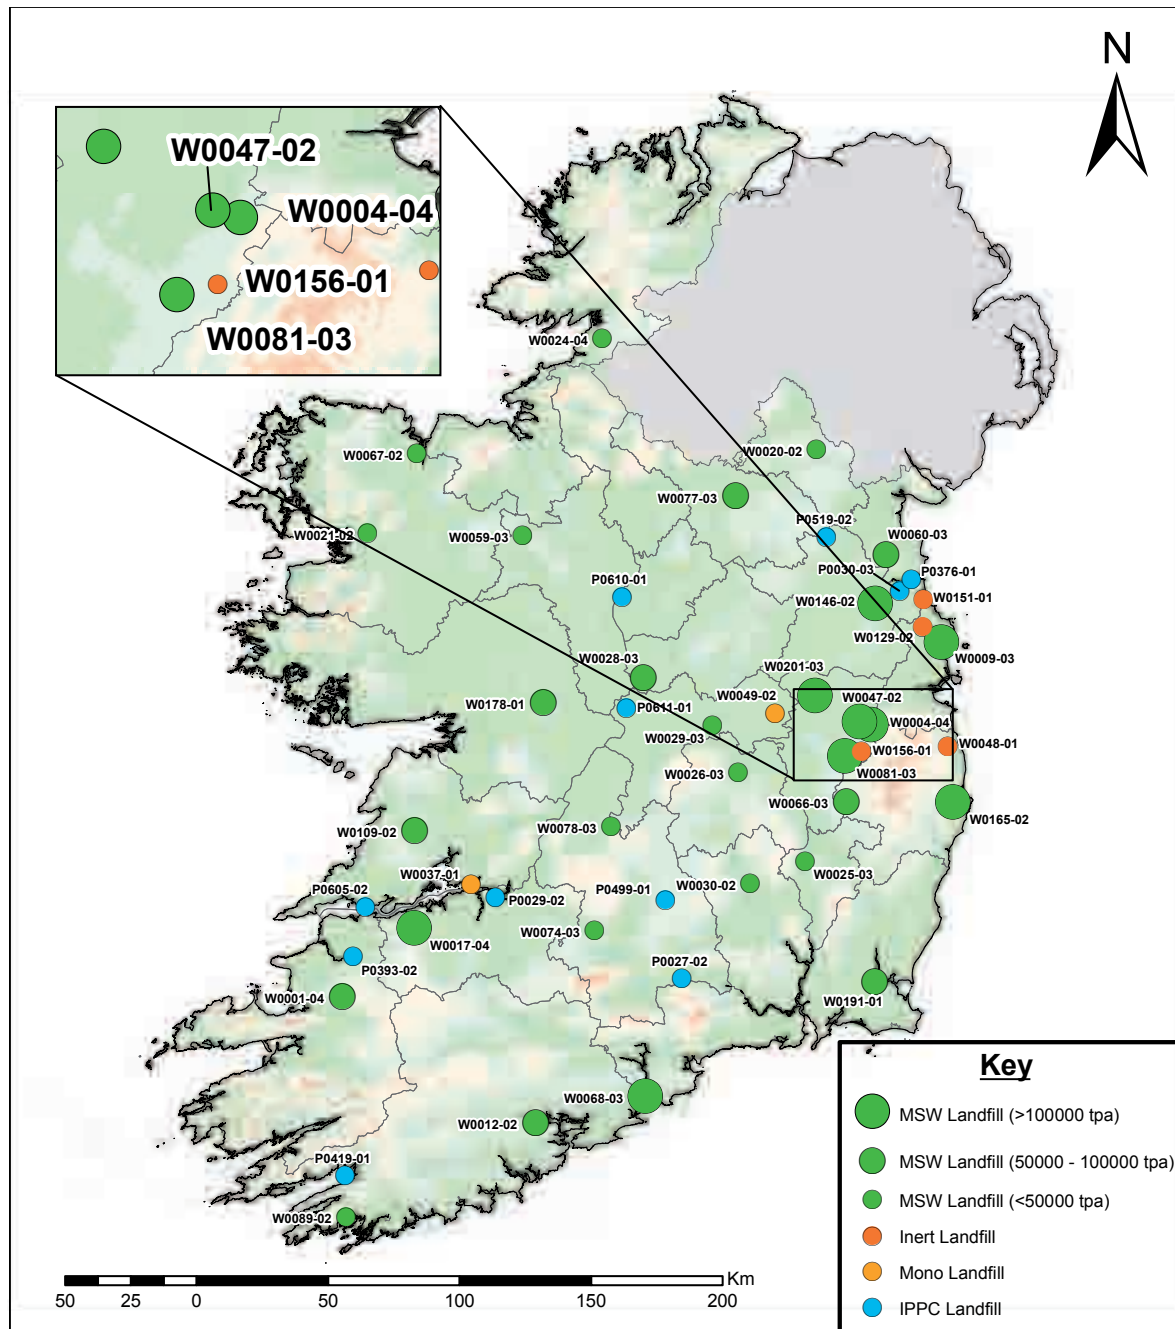 N
W0047-02
W0004-04
W0156-01
W0081-03
W0024-04
W0067-02
W0020-02
W0077-03
W0021-02
W0059-03
P0519-02
W0060-03
P0030-03
P0376-01
P0610-01
W0146-02
W0151-01
W0129-02
W0028-03
W0009-03
W0201-03
W0178-01
P0611-01
W0049-02
W0047-02
W0004-04
W0029-03
W0156-01
W0048-01
W0026-03
W0081-03
W0066-03
W0165-02
W0109-02
W0078-03
W0037-01
W0025-03
P0605-02
P0029-02
P0499-01
W0030-02
W0017-04
W0074-03
P0393-02
P0027-02
W0001-04
W0191-01
W0068-03
W0012-02
P0419-01
W0089-02
Key
MSW Landfill (>100000 tpa)
MSW Landfill (50000 - 100000 tpa)
MSW Landfill (<50000 tpa)
Inert Landfill
Mono Landfill
IPPC Landfill
Km
50 25 0 50 100 150 200